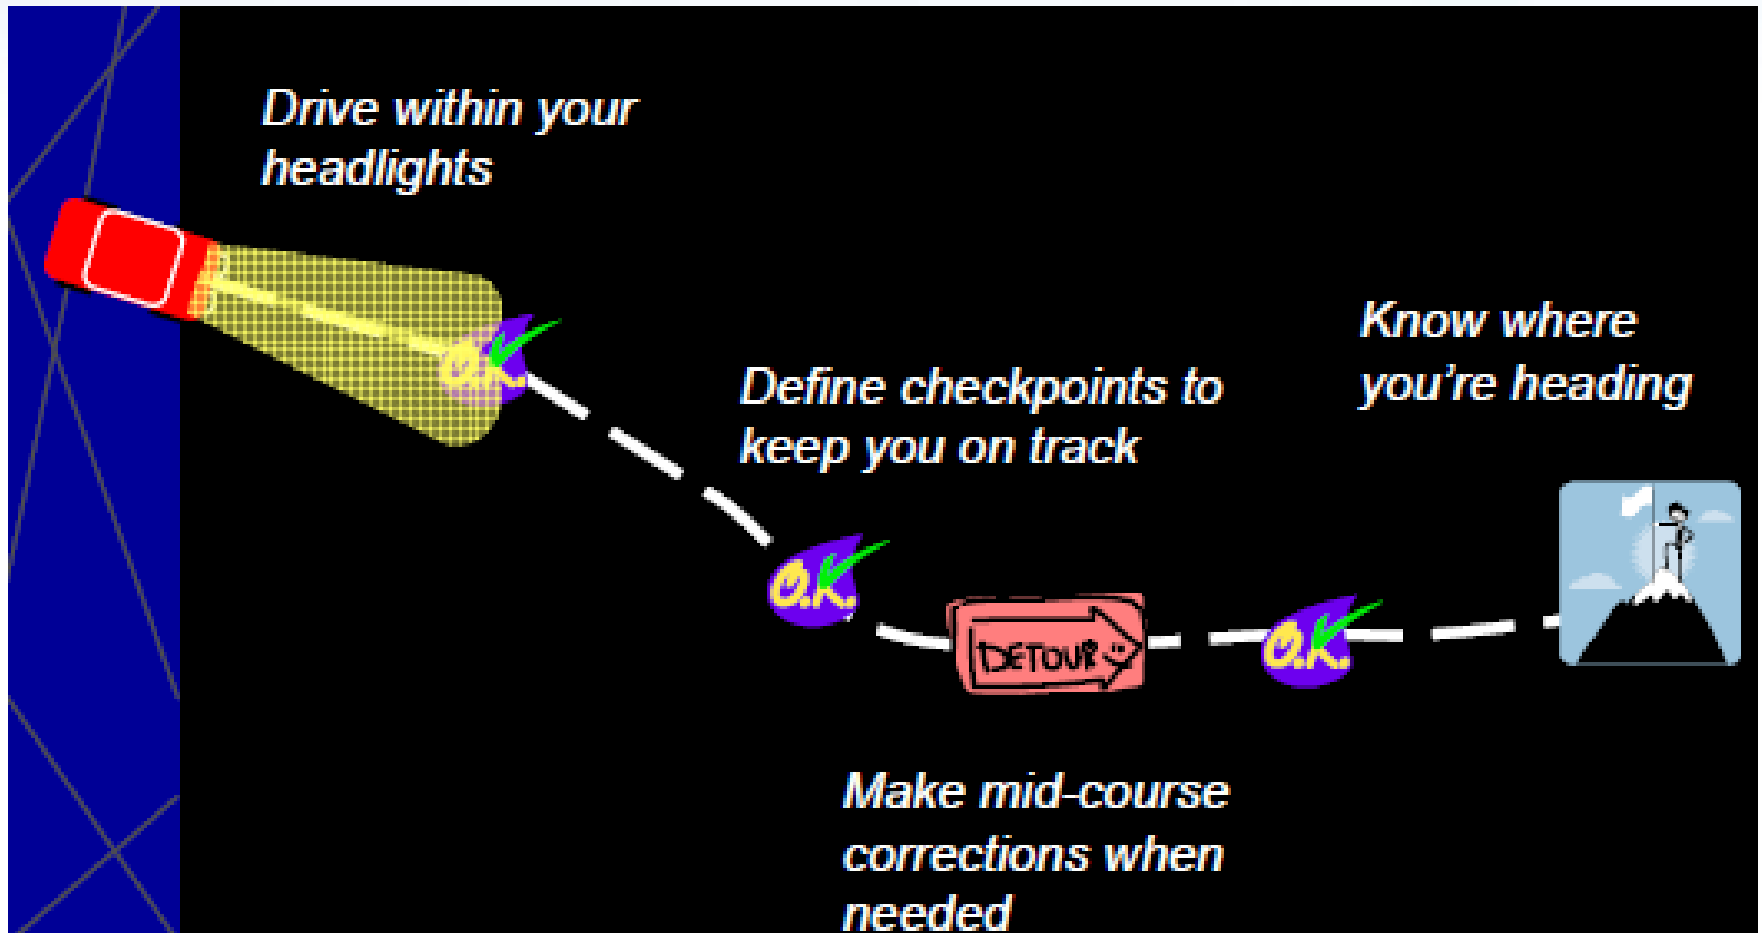 Drive within your
headlights
O.K.
Know where
you're heading
Define checkpoints to
keep you on track
O.K.
DETOUR
O.K.
Make mid-course
corrections when
needed